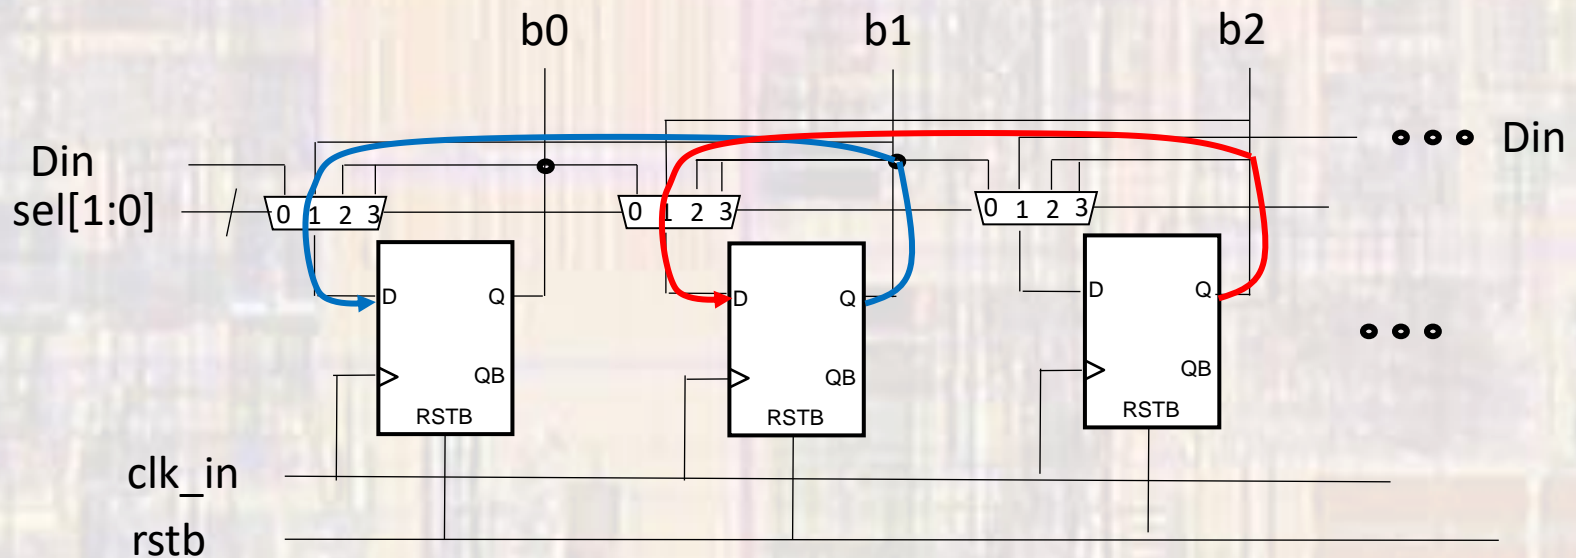 b0 b1 b2
Din ••• Din
sel[1:0] 0 1 2 3 0 1 2 3 0 1 2 3
D Q D Q D Q
QB QB QB
RSTB RSTB RSTB
clk_in
rstb